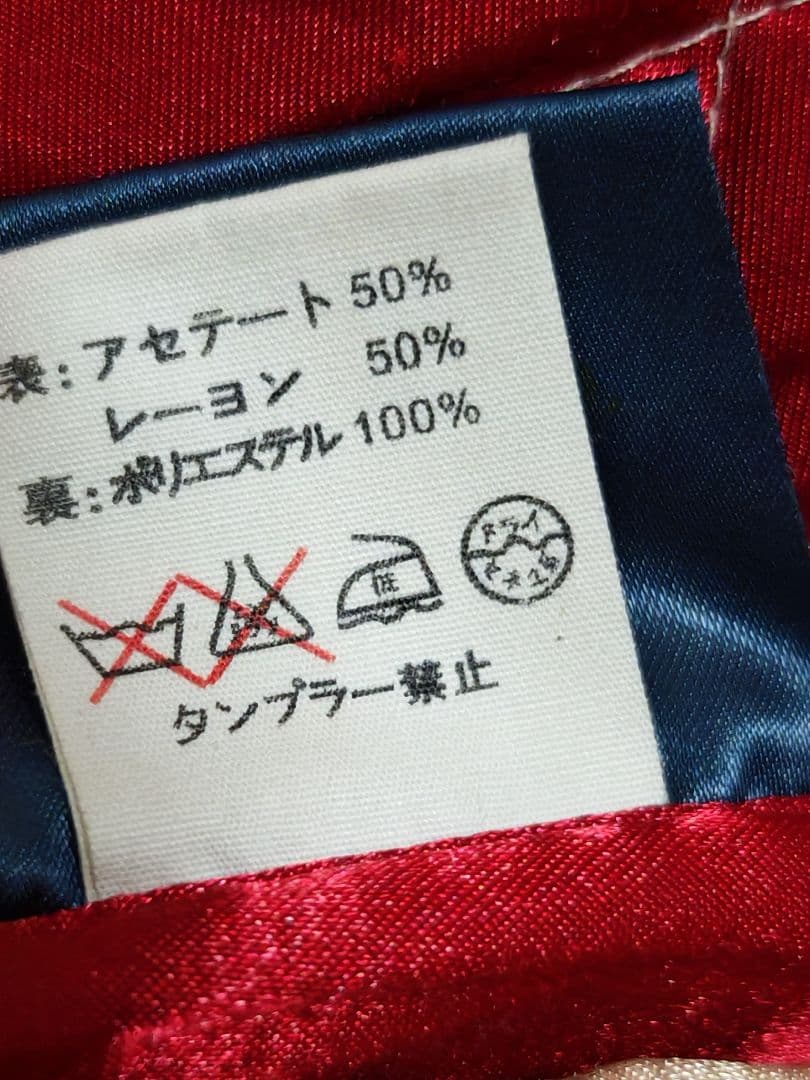 表:アセテート 50%
レーヨン 50%
裏:ポリエステル 100%
ドライ
タンブラー禁止